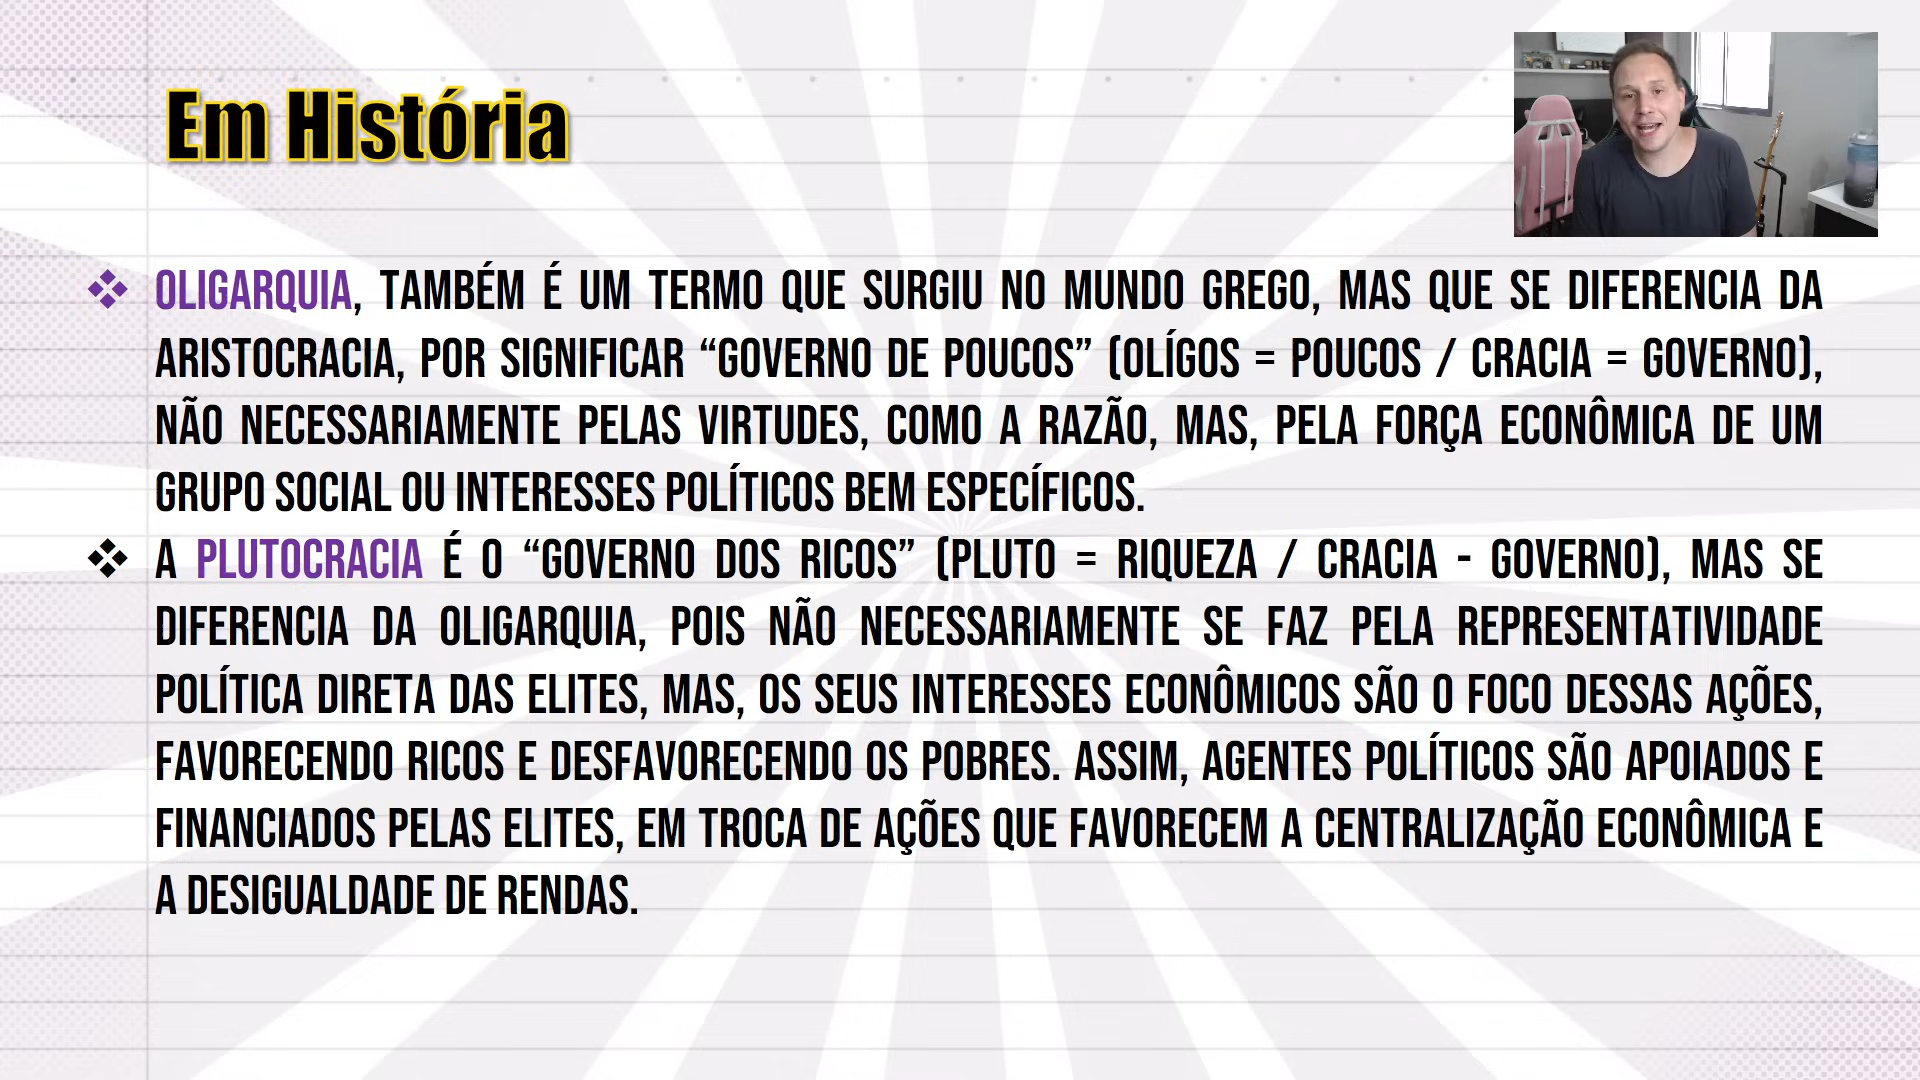 Em História
OLIGARQUIA, TAMBÉM É UM TERMO QUE SURGIU NO MUNDO GREGO, MAS QUE SE DIFERENCIA DA
ARISTOCRACIA, POR SIGNIFICAR “GOVERNO DE POUCOS” (OLÍGOS = POUCOS / CRACIA = GOVERNO),
NÃO NECESSARIAMENTE PELAS VIRTUDES, COMO A RAZÃO, MAS, PELA FORÇA ECONÔMICA DE UM
GRUPO SOCIAL OU INTERESSES POLÍTICOS BEM ESPECÍFICOS.
A PLUTOCRACIA É O “GOVERNO DOS RICOS” (PLUTO = RIQUEZA / CRACIA - GOVERNO), MAS SE
DIFERENCIA DA OLIGARQUIA, POIS NÃO NECESSARIAMENTE SE FAZ PELA REPRESENTATIVIDADE
POLÍTICA DIRETA DAS ELITES, MAS, OS SEUS INTERESSES ECONÔMICOS SÃO O FOCO DESSAS AÇÕES,
FAVORECENDO RICOS E DESFAVORECENDO OS POBRES. ASSIM, AGENTES POLÍTICOS SÃO APOIADOS E
FINANCIADOS PELAS ELITES, EM TROCA DE AÇÕES QUE FAVORECEM A CENTRALIZAÇÃO ECONÔMICA E
A DESIGUALDADE DE RENDAS.